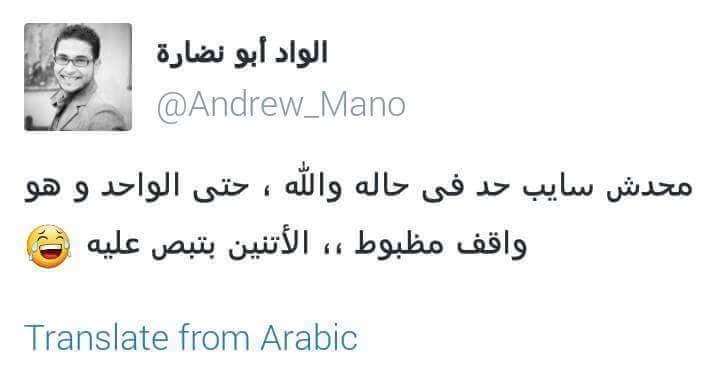 الواد أبو نضارة
@Andrew_Mano
محدش سايب حد فى حاله والله ، حتى الواحد و هو
واقف مظبوط ،، الأتنين بتبص عليه 😂
Translate from Arabic